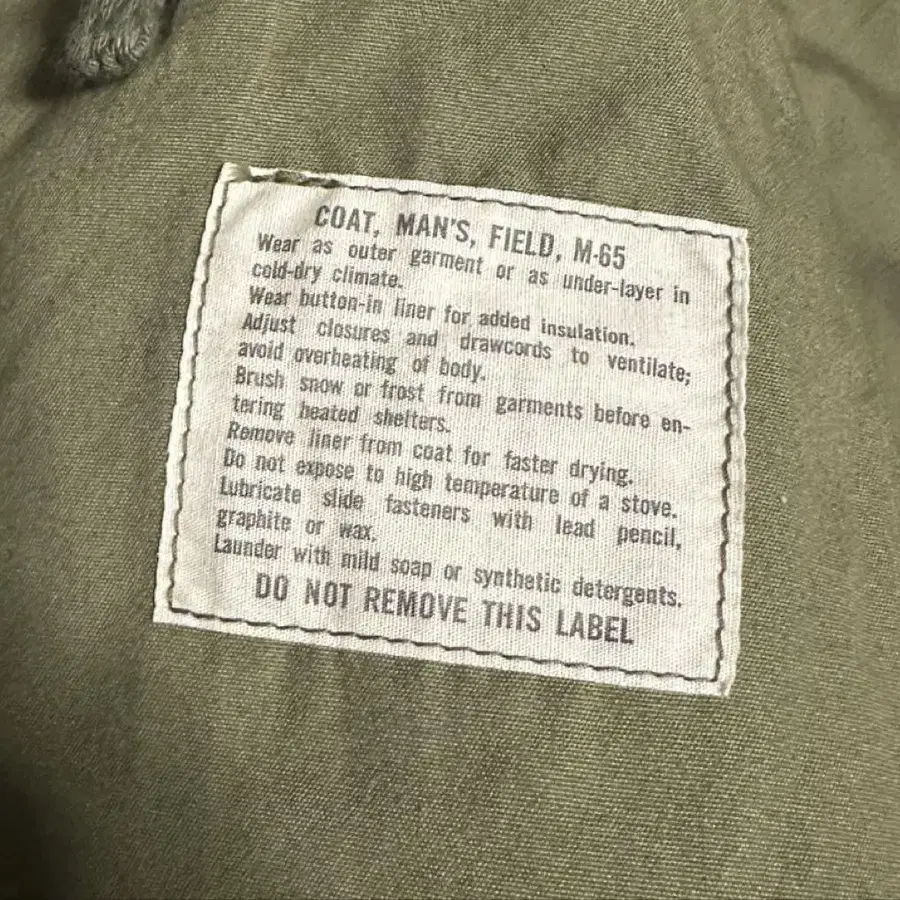 COAT, MAN'S, FIELD, M-65
Wear as outer garment or as under-layer in
cold-dry climate.
Wear button-in liner for added insulation.
Adjust closures and drawcords to ventilate;
avoid overheating of body.
Brush snow or frost from garments before en-
tering heated shelters.
Remove liner from coat for faster drying.
Do not expose to high temperature of a stove.
Lubricate slide fasteners with lead pencil,
graphite or wax.
Launder with mild soap or synthetic detergents.
DO NOT REMOVE THIS LABEL